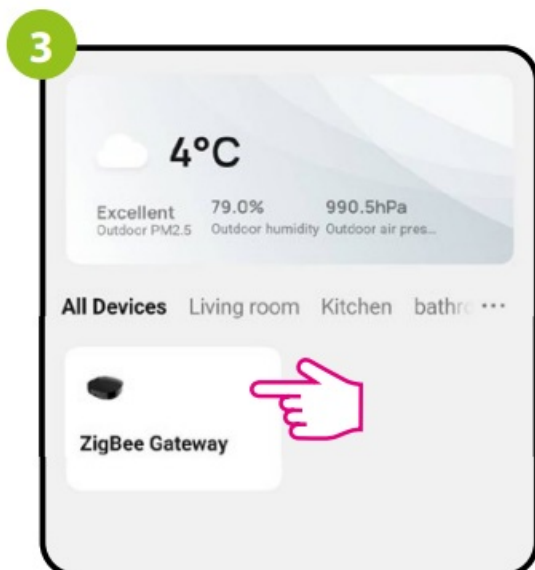 3
4°C
Excellent 79.0% 990.5hPa
Outdoor PM2.5 Outdoor humidity Outdoor air pres...
All Devices Living room Kitchen bathro ...
ZigBee Gateway